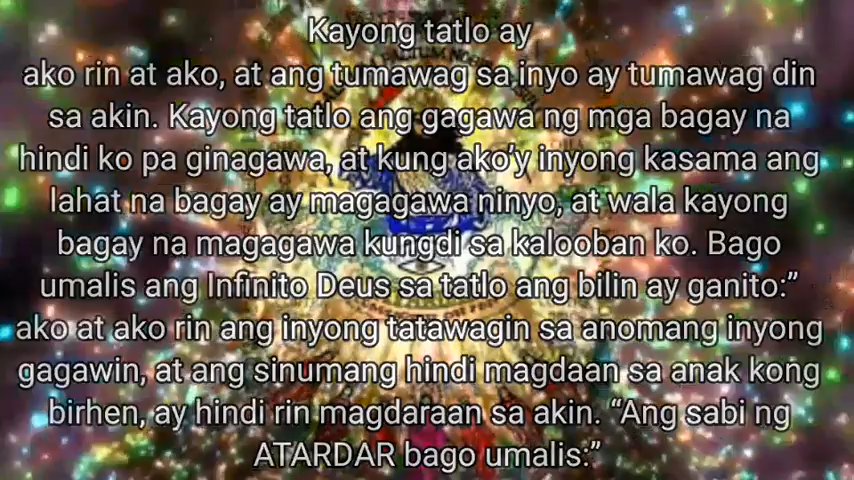 Kayong tatlo ay
ako rin at ako, at ang tumawag sa inyo ay tumawag din
sa akin. Kayong tatlo ang gagawa ng mga bagay na
hindi ko pa ginagawa, at kung ako'y inyong kasama ang
lahat na bagay ay magagawa ninyo, at wala kayong
bagay na magagawa kungdi sa kalooban ko. Bago
umalis ang Infinito Deus sa tatlo ang bilin ay ganito:”
ako at ako rin ang inyong tatawagin sa anomang inyong
gagawin, at ang sinumang hindi magdaan sa anak kong
birhen, ay hindi rin magdaraan sa akin. “Ang sabi ng
ATARDAR bago umalis:”